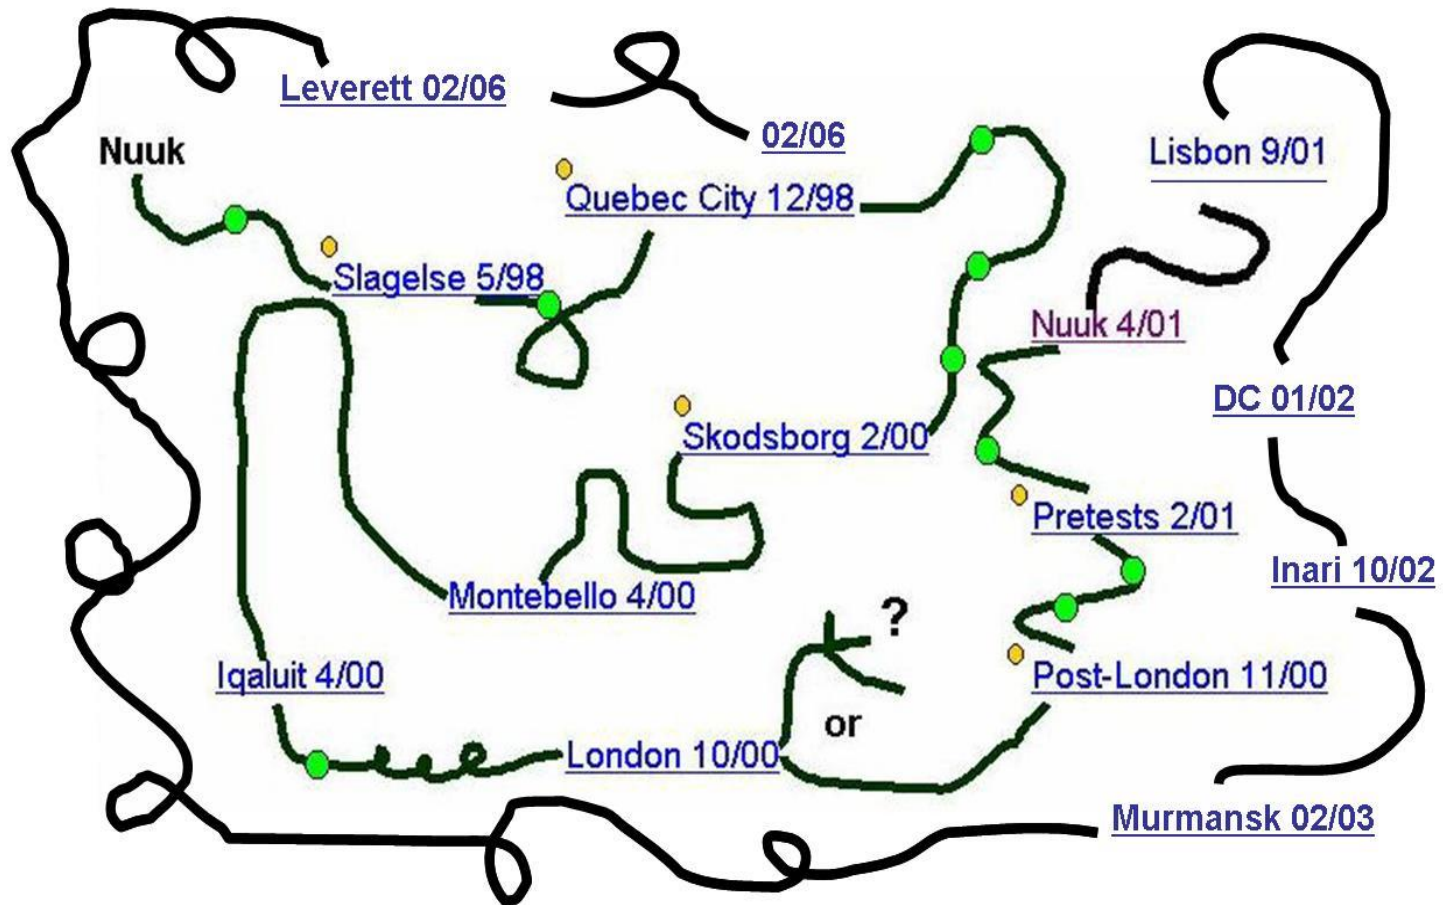 Leverett 02/06
02/06
Nuuk
Lisbon 9/01
Quebec City 12/98
Slagelse 5/98
Nuuk 4/01
DC 01/02
Skodsborg 2/00
Pretests 2/01
Inari 10/02
Montebello 4/00
?
Iqaluit 4/00
Post-London 11/00
or
London 10/00
Murmansk 02/03